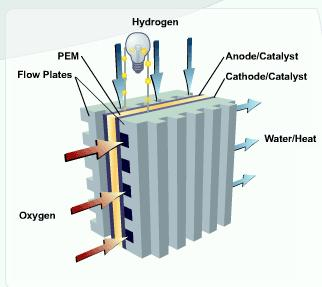 Hydrogen
PEM
Anode/Catalyst
Flow Plates
Cathode/Catalyst
Water/Heat
Oxygen